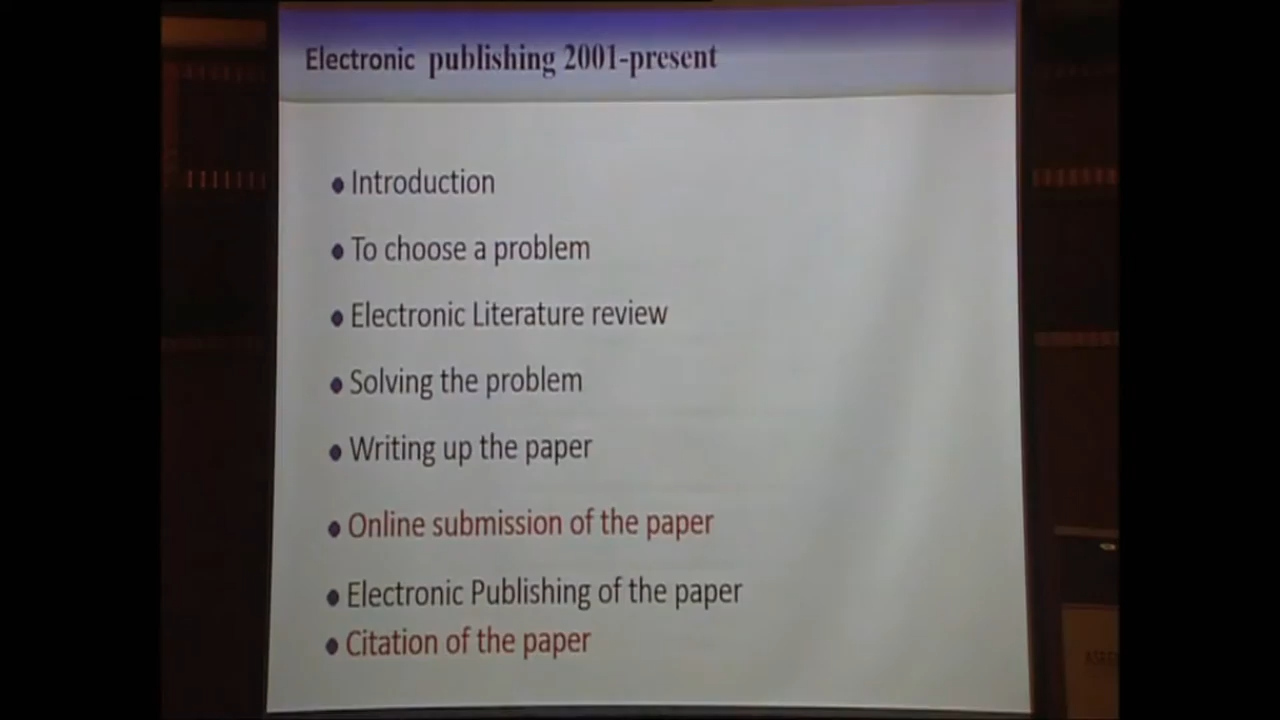 Electronic publishing 2001-present
• Introduction
• To choose a problem
• Electronic Literature review
• Solving the problem
• Writing up the paper
• Online submission of the paper
• Electronic Publishing of the paper
• Citation of the paper